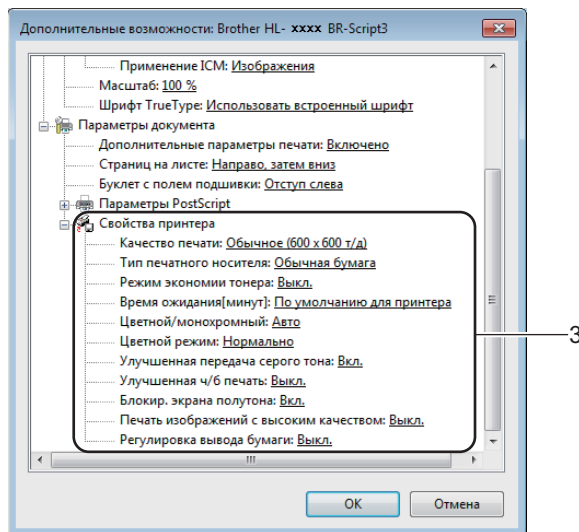 Дополнительные возможности: Brother HL- xxxx BR-Script3
Применение ICM: Изображения
Масштаб: 100 %
Шрифт TrueType: Использовать встроенный шрифт
Параметры документа
Дополнительные параметры печати: Включено
Страниц на листе: Направо, затем вниз
Буклет с полем подшивки: Отступ слева
Параметры PostScript
Свойства принтера
Качество печати: Обычное (600 x 600 т/д)
Тип печатного носителя: Обычная бумага
Режим экономии тонера: Выкл.
Время ожидания[минут]: По умолчанию для принтера
Цветной/монохромный: Авто
Цветной режим: Нормально
Улучшенная передача серого тона: Вкл.
Улучшенная ч/б печать: Выкл.
Блокир. экрана полутона: Вкл.
Печать изображений с высоким качеством: Выкл.
Регулировка вывода бумаги: Выкл.
3
OK Отмена